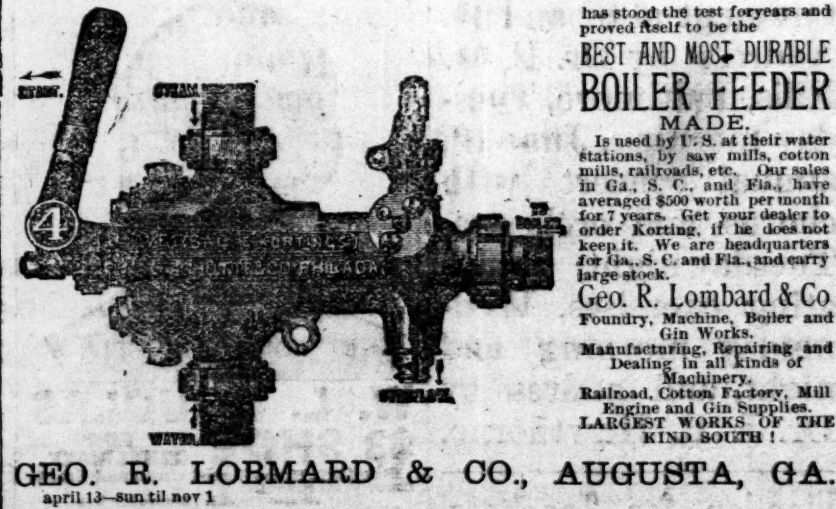 has stood the test foryears and
proved itself to be the
BEST AND MOST DURABLE
BOILER FEEDER
MADE.
Is used by U. S. at their water
stations, by saw mills, cotton
mills, railroads, etc. Our sales
in Ga., S. C., and Fla., have
averaged $500 worth per month
for 7 years. Get your dealer to
order Korting, if he does not
keep it. We are headquarters
for Ga., S. C. and Fla., and carry
large stock.
Geo. R. Lombard & Co
Foundry, Machine, Boiler and
Gin Works.
Manufacturing, Repairing and
Dealing in all kinds of
Machinery.
Railroad, Cotton Factory, Mill
Engine and Gin Supplies.
LARGEST WORKS OF THE
KIND SOUTH !
START.
STEAM.
4
TO
BOILER.
PHILADA
OVERFLOW.
WATER.
GEO. R. LOBMARD & CO., AUGUSTA, GA.
april 13—sun til nov 1